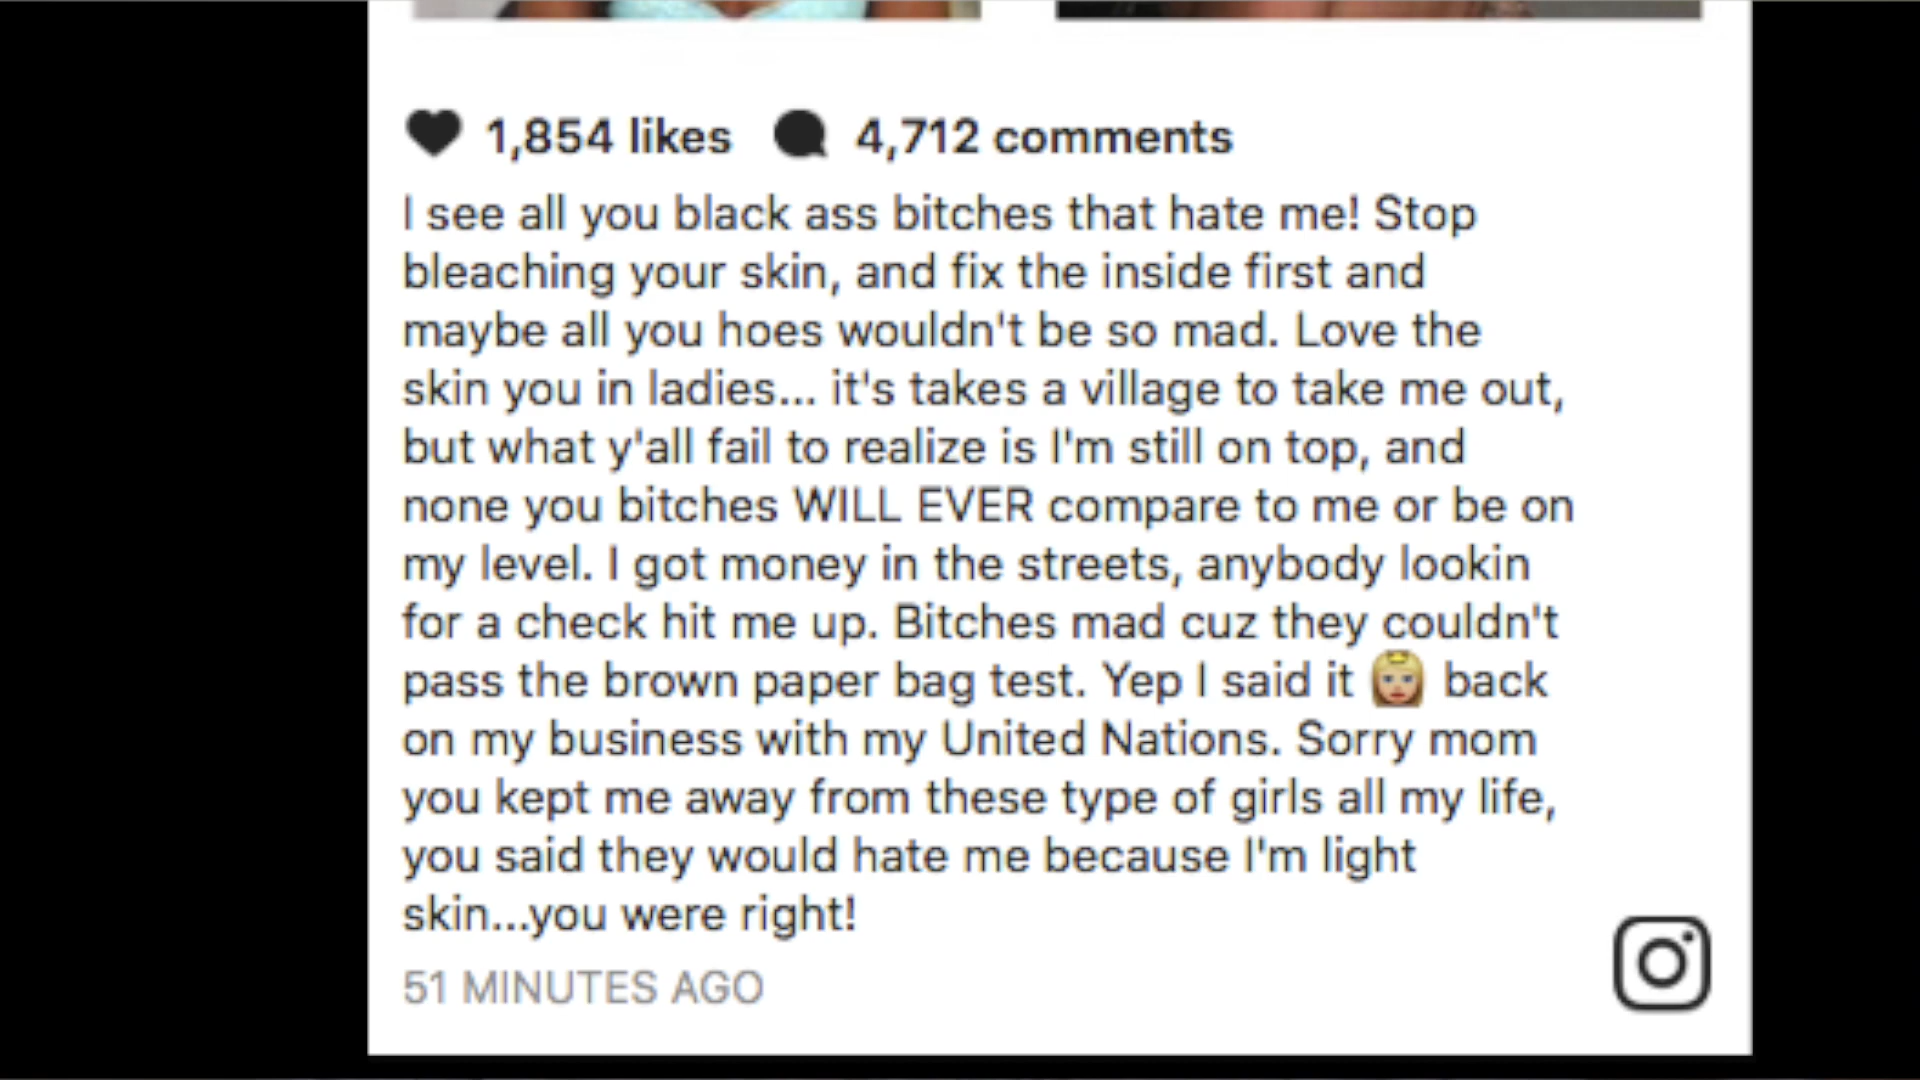 1,854 likes 4,712 comments
I see all you black ass bitches that hate me! Stop
bleaching your skin, and fix the inside first and
maybe all you hoes wouldn't be so mad. Love the
skin you in ladies... it's takes a village to take me out,
but what y'all fail to realize is I'm still on top, and
none you bitches WILL EVER compare to me or be on
my level. I got money in the streets, anybody lookin
for a check hit me up. Bitches mad cuz they couldn't
pass the brown paper bag test. Yep I said it 👸 back
on my business with my United Nations. Sorry mom
you kept me away from these type of girls all my life,
you said they would hate me because I'm light
skin...you were right!
51 MINUTES AGO